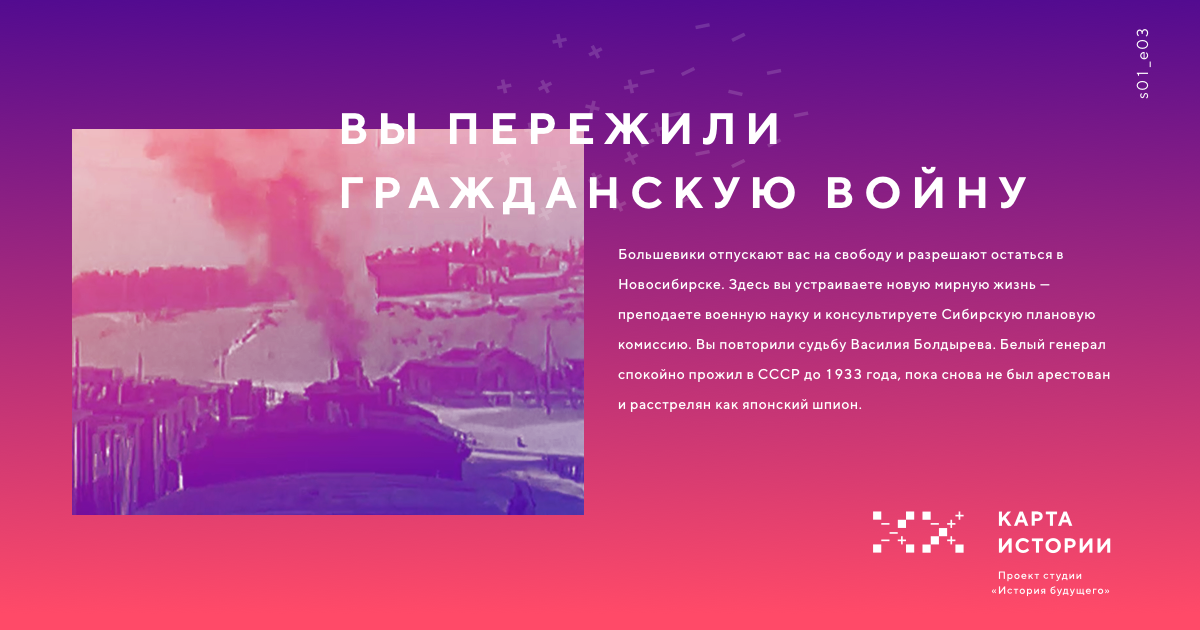 s01_e03
ВЫ ПЕРЕЖИЛИ
ГРАЖДАНСКУЮ ВОЙНУ
Большевики отпускают вас на свободу и разрешают остаться в
Новосибирске. Здесь вы устраиваете новую мирную жизнь —
преподаете военную науку и консультируете Сибирскую плановую
комиссию. Вы повторили судьбу Василия Болдырева. Белый генерал
спокойно прожил в СССР до 1933 года, пока снова не был арестован
и расстрелян как японский шпион.
КАРТА
ИСТОРИИ
Проект студии
«История будущего»